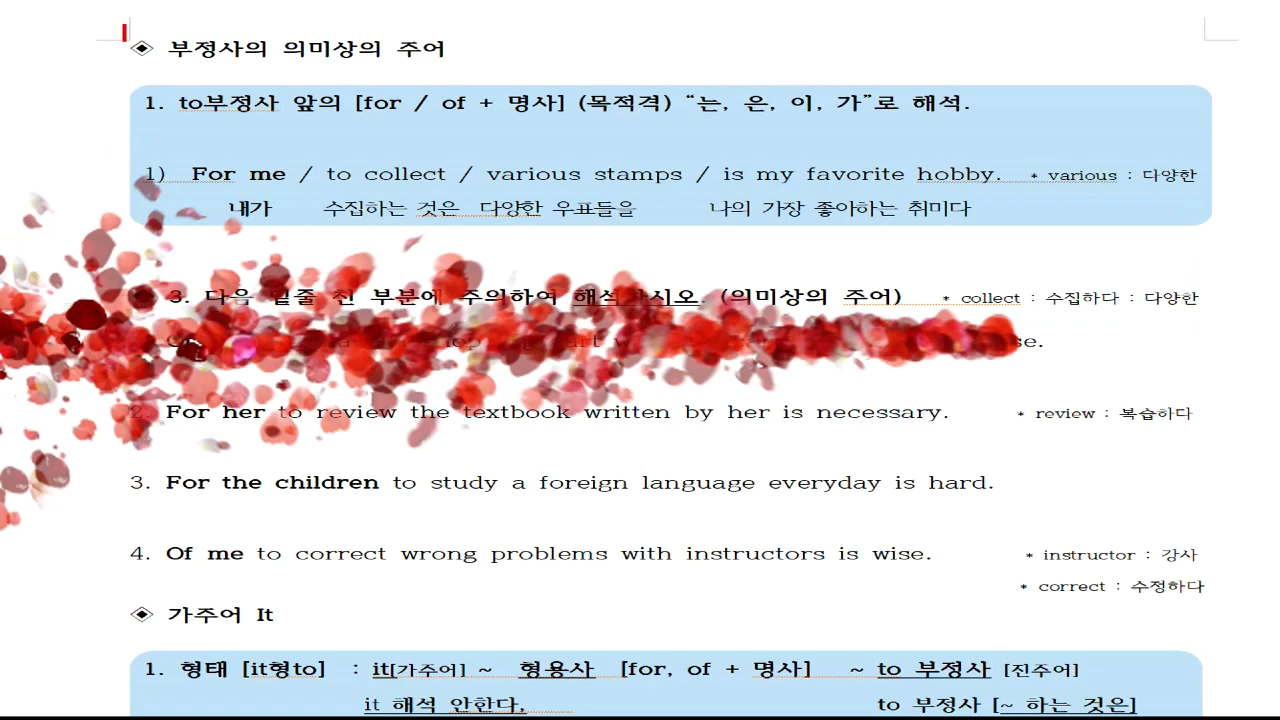 ◈ 부정사의 의미상의 주어
1. to부정사 앞의 [for / of + 명사] (목적격) “는, 은, 이, 가”로 해석.
1) For me / to collect / various stamps / is my favorite hobby. * various : 다양한
내가 수집하는 것은 다양한 우표들을 나의 가장 좋아하는 취미다
3. 다음 밑줄 친 부분에 주의하여 해석하시오. (의미상의 주어) * collect : 수집하다 : 다양한
2. For her to review the textbook written by her is necessary. * review : 복습하다
3. For the children to study a foreign language everyday is hard.
4. Of me to correct wrong problems with instructors is wise. * instructor : 강사
* correct : 수정하다
◈ 가주어 It
1. 형태 [it형to] : it[가주어] ~ 형용사 [for, of + 명사] ~ to 부정사 [진주어]
it 해석 안한다, to 부정사 [~ 하는 것은]